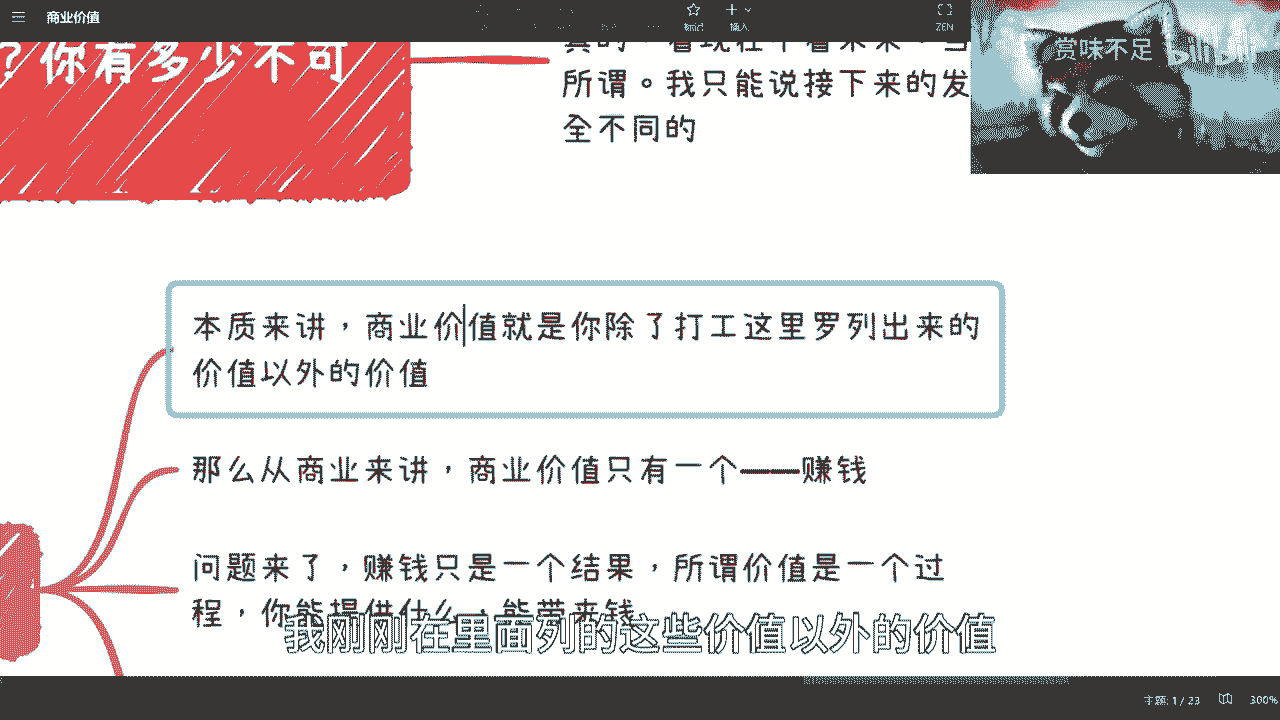 商业价值
标记
插入
ZEN
赏味不足
？你有多少不可
所谓。我只能说接下来的发
全不同的
本质来讲，商业价值就是你除了打工这里罗列出来的
价值以外的价值
那么从商业来讲，商业价值只有一个——赚钱
问题来了，赚钱只是一个结果，所谓价值是一个过
程，你能提供什么，能带来钱
我刚刚在里面列的这些价值以外的价值
主题: 1 / 23
300%